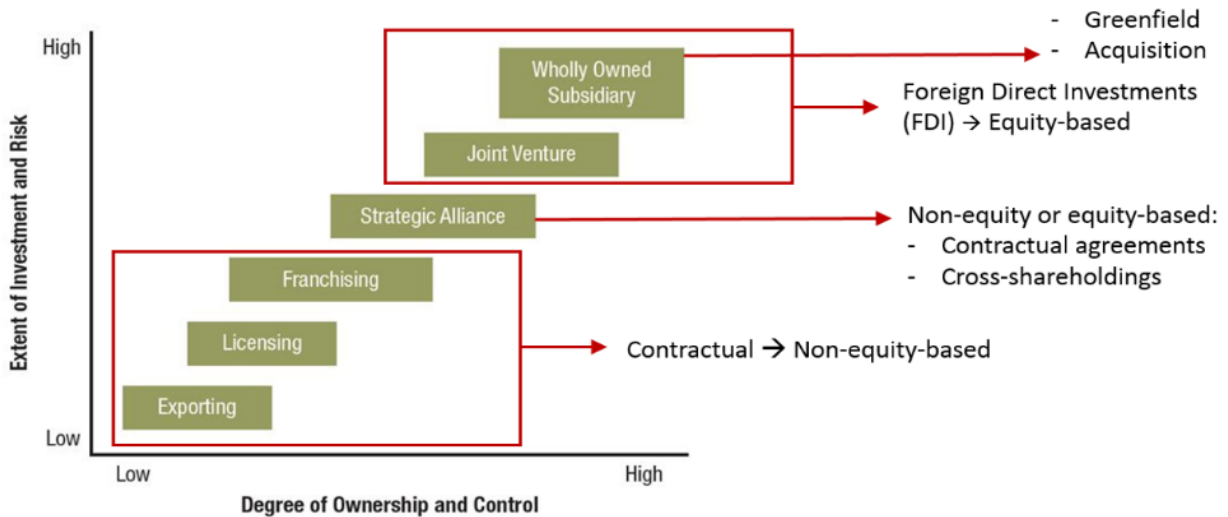 - Greenfield
- Acquisition
High
Wholly Owned
Subsidiary
Foreign Direct Investments
(FDI) → Equity-based
Joint Venture
Strategic Alliance
Non-equity or equity-based:
- Contractual agreements
- Cross-shareholdings
Franchising
Licensing
Contractual → Non-equity-based
Exporting
Low
Extent of Investment and Risk
Low
High
Degree of Ownership and Control